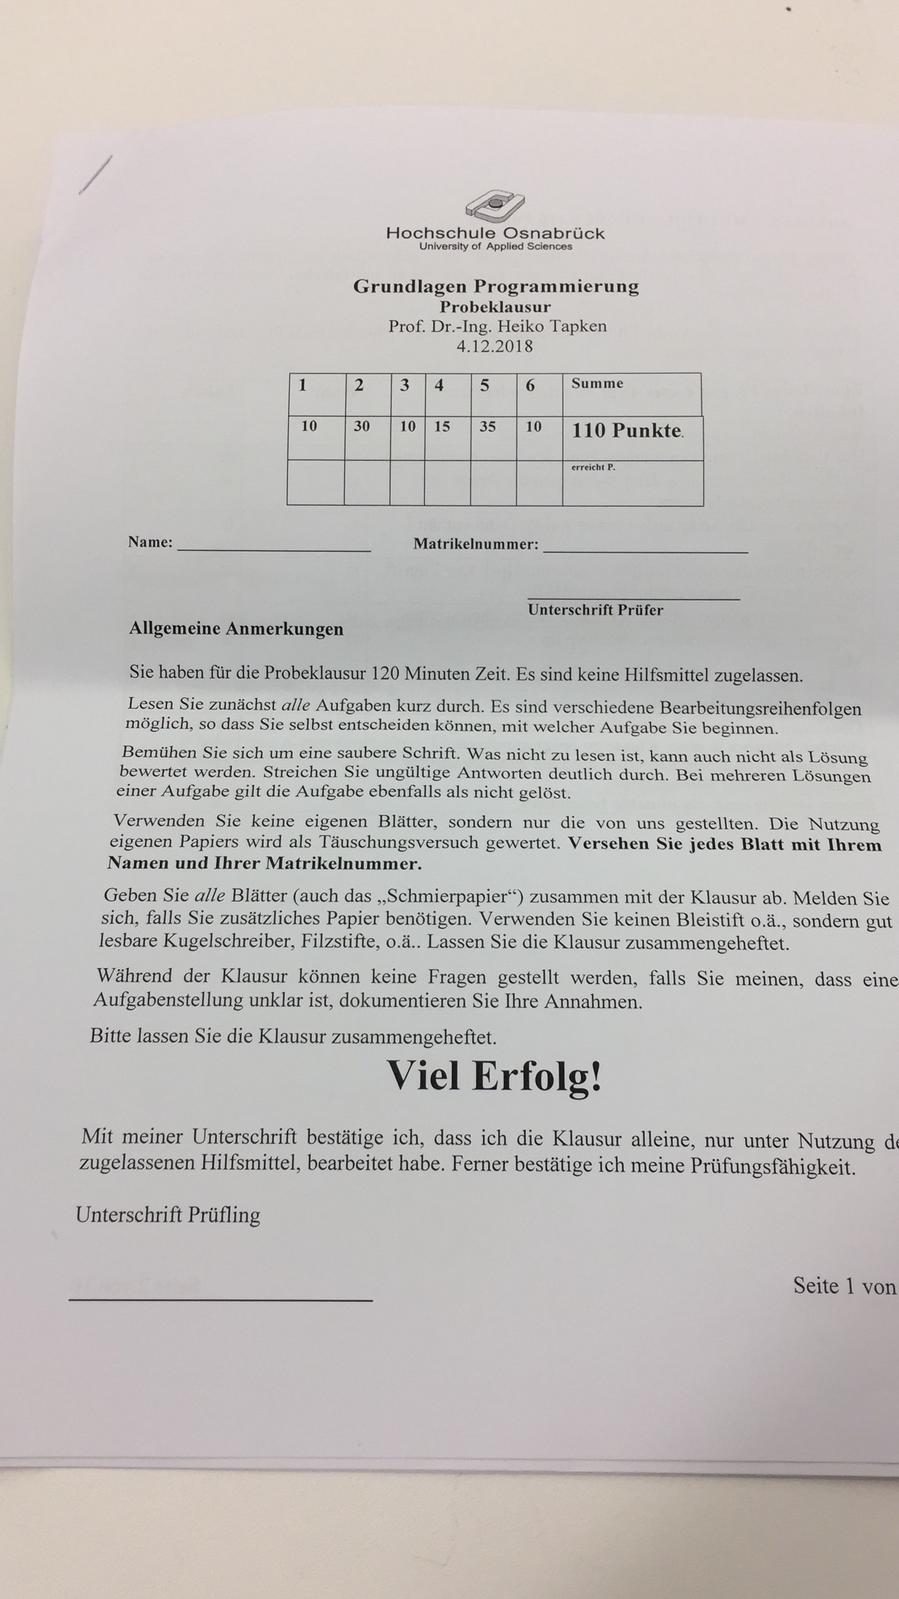 Hochschule Osnabrück
University of Applied Sciences
Grundlagen Programmierung
Probeklausur
Prof. Dr.-Ing. Heiko Tapken
4.12.2018
1 2 3 4 5 6 Summe
10 30 10 15 35 10 110 Punkte.
erreicht P.
Name: Matrikelnummer:
Unterschrift Prüfer
Allgemeine Anmerkungen
Sie haben für die Probeklausur 120 Minuten Zeit. Es sind keine Hilfsmittel zugelassen.
Lesen Sie zunächst alle Aufgaben kurz durch. Es sind verschiedene Bearbeitungsreihenfolgen
möglich, so dass Sie selbst entscheiden können, mit welcher Aufgabe Sie beginnen.
Bemühen Sie sich um eine saubere Schrift. Was nicht zu lesen ist, kann auch nicht als Lösung
bewertet werden. Streichen Sie ungültige Antworten deutlich durch. Bei mehreren Lösungen
einer Aufgabe gilt die Aufgabe ebenfalls als nicht gelöst.
Verwenden Sie keine eigenen Blätter, sondern nur die von uns gestellten. Die Nutzung
eigenen Papiers wird als Täuschungsversuch gewertet. Versehen Sie jedes Blatt mit Ihrem
Namen und Ihrer Matrikelnummer.
Geben Sie alle Blätter (auch das „Schmierpapier“) zusammen mit der Klausur ab. Melden Sie
sich, falls Sie zusätzliches Papier benötigen. Verwenden Sie keinen Bleistift o.ä., sondern gut
lesbare Kugelschreiber, Filzstifte, o.ä.. Lassen Sie die Klausur zusammengeheftet.
Während der Klausur können keine Fragen gestellt werden, falls Sie meinen, dass eine
Aufgabenstellung unklar ist, dokumentieren Sie Ihre Annahmen.
Bitte lassen Sie die Klausur zusammengeheftet.
Viel Erfolg!
Mit meiner Unterschrift bestätige ich, dass ich die Klausur alleine, nur unter Nutzung de
zugelassenen Hilfsmittel, bearbeitet habe. Ferner bestätige ich meine Prüfungsfähigkeit.
Unterschrift Prüfling
Seite 1 von